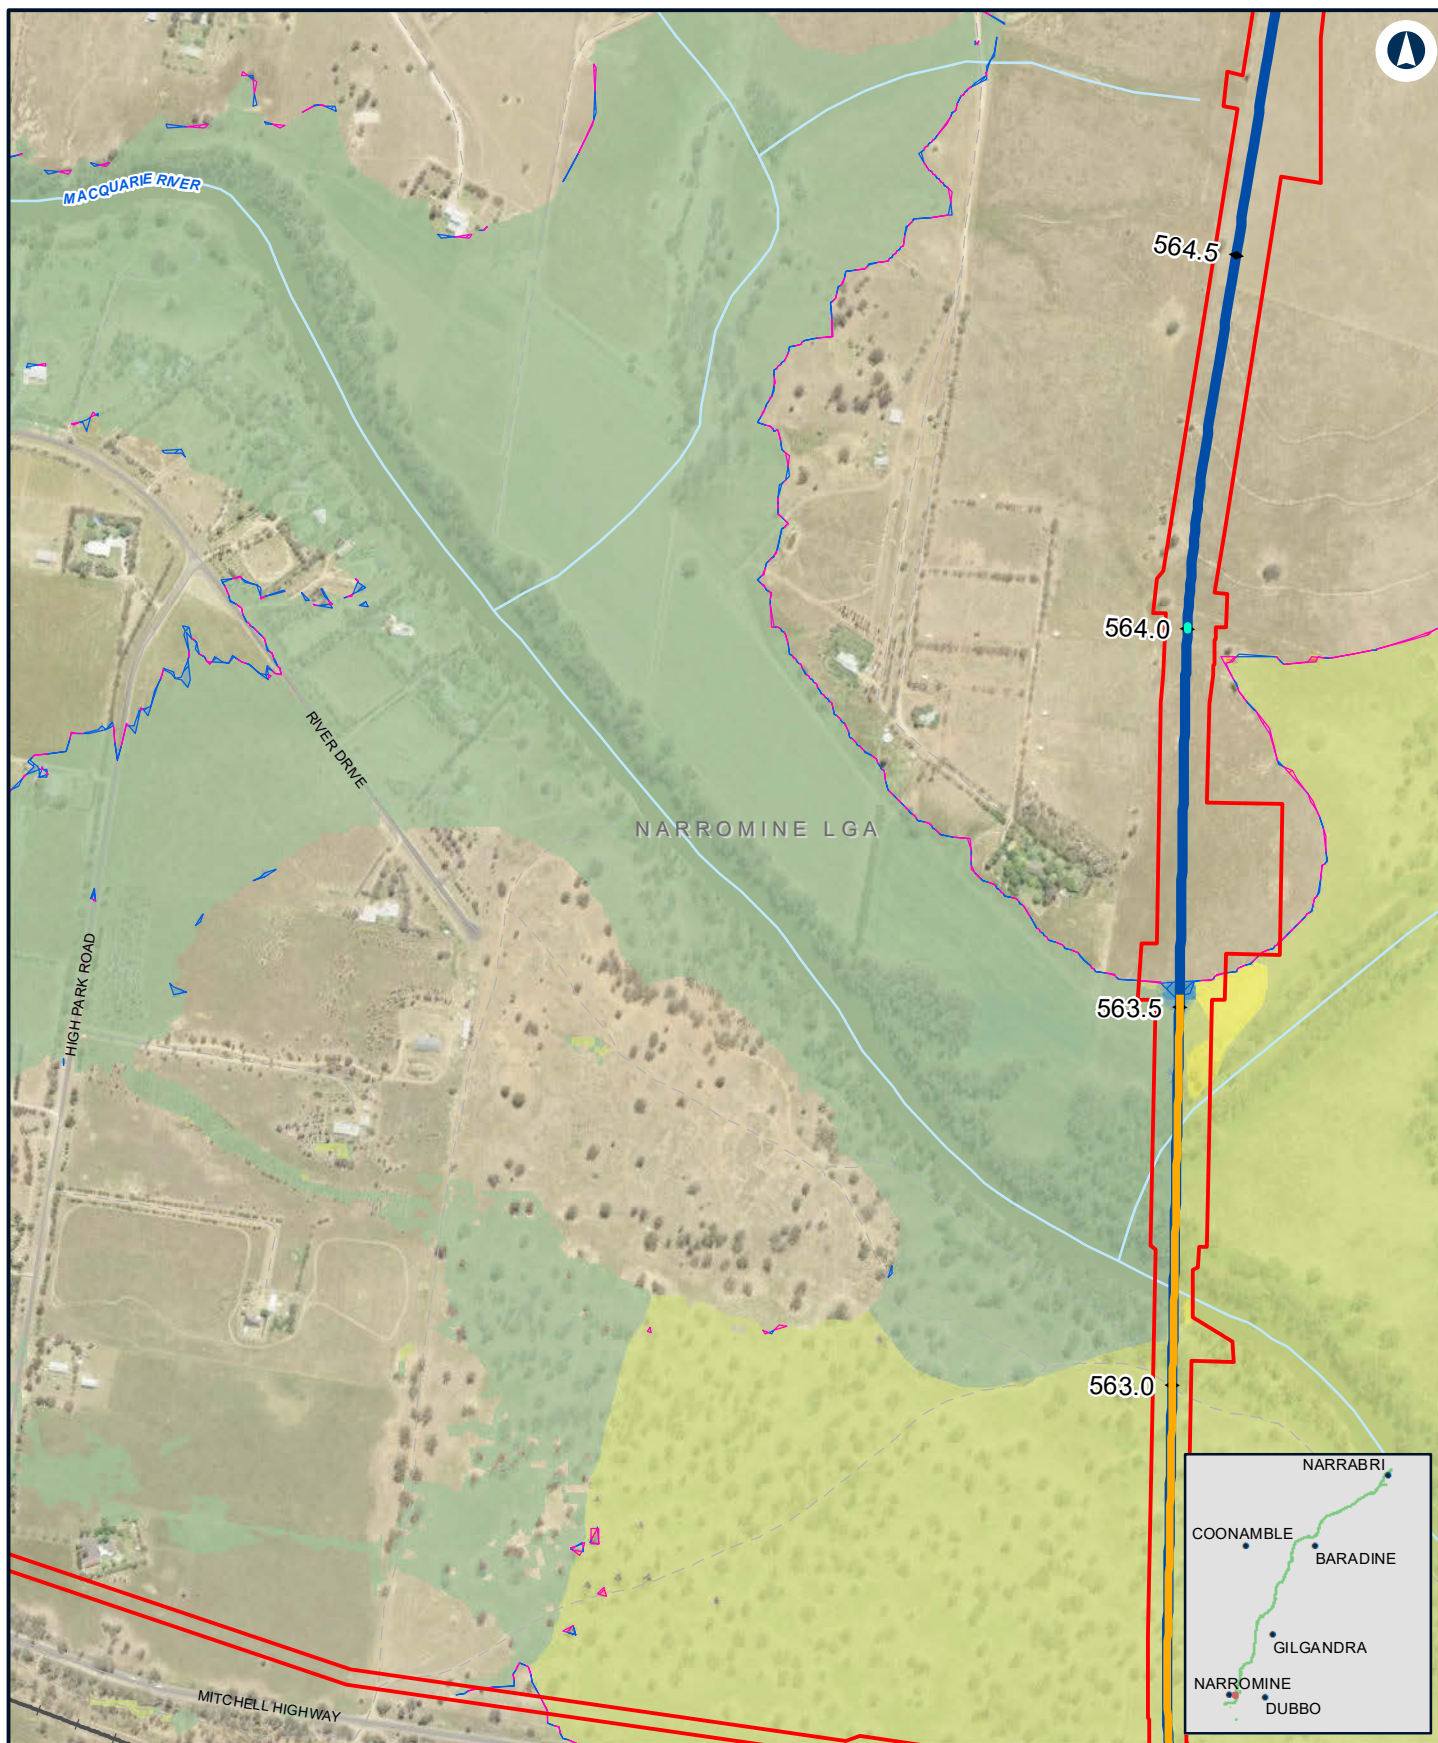 MACQUARIE RIVER
564.5
564.0
RIVER DRIVE
NARROMINE LGA
HIGH PARK ROAD
563.5
563.0
NARRABRI
COONAMBLE
BARADINE
GILGANDRA
NARROMINE
DUBBO
MITCHELL HIGHWAY